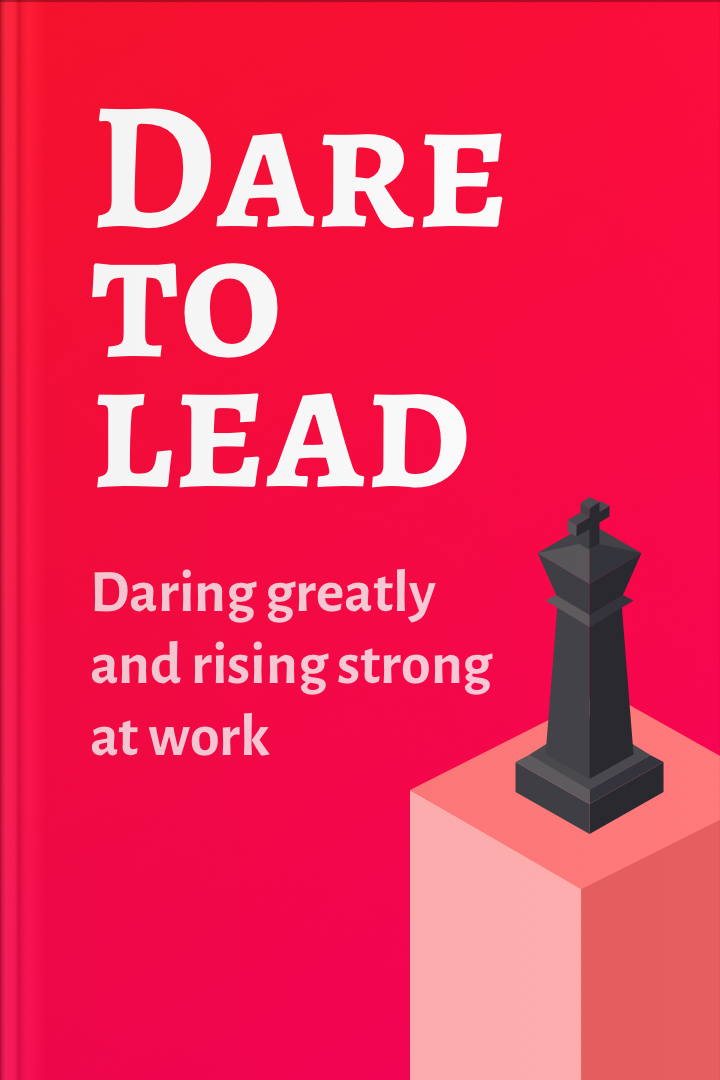 Dare
to
lead
Daring greatly
and rising strong
at work